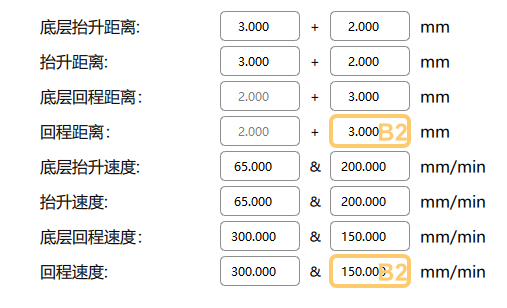 底层抬升距离: 3.000 + 2.000 mm
抬升距离: 3.000 + 2.000 mm
底层回程距离: 2.000 + 3.000 mm
回程距离: 2.000 + 3.000 B2 mm
底层抬升速度: 65.000 & 200.000 mm/min
抬升速度: 65.000 & 200.000 mm/min
底层回程速度: 300.000 & 150.000 mm/min
回程速度: 300.000 & 150.000 B2 mm/min